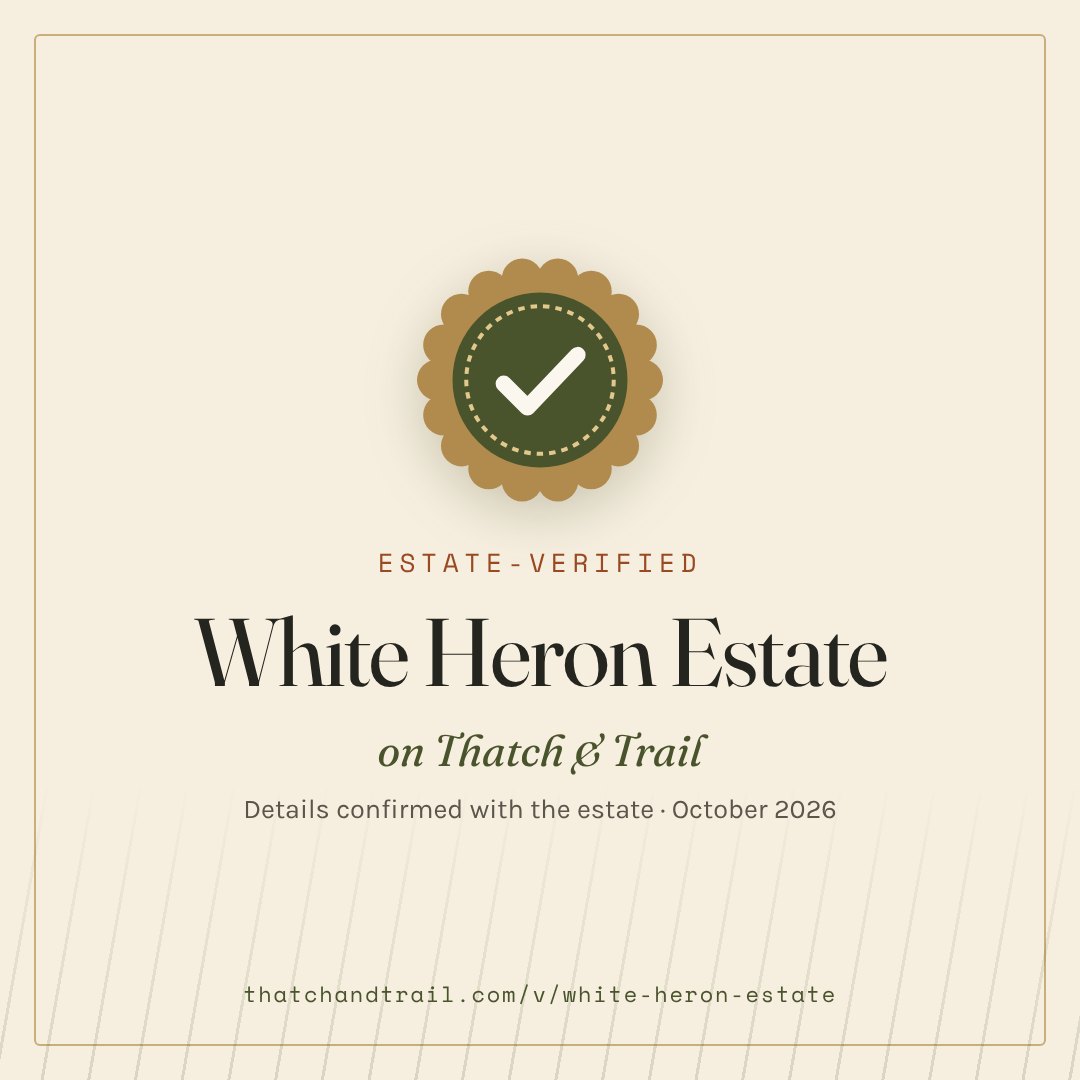 ESTATE-VERIFIED
White Heron Estate
on Thatch & Trail
Details confirmed with the estate · October 2026
thatchandtrail.com/v/white-heron-estate